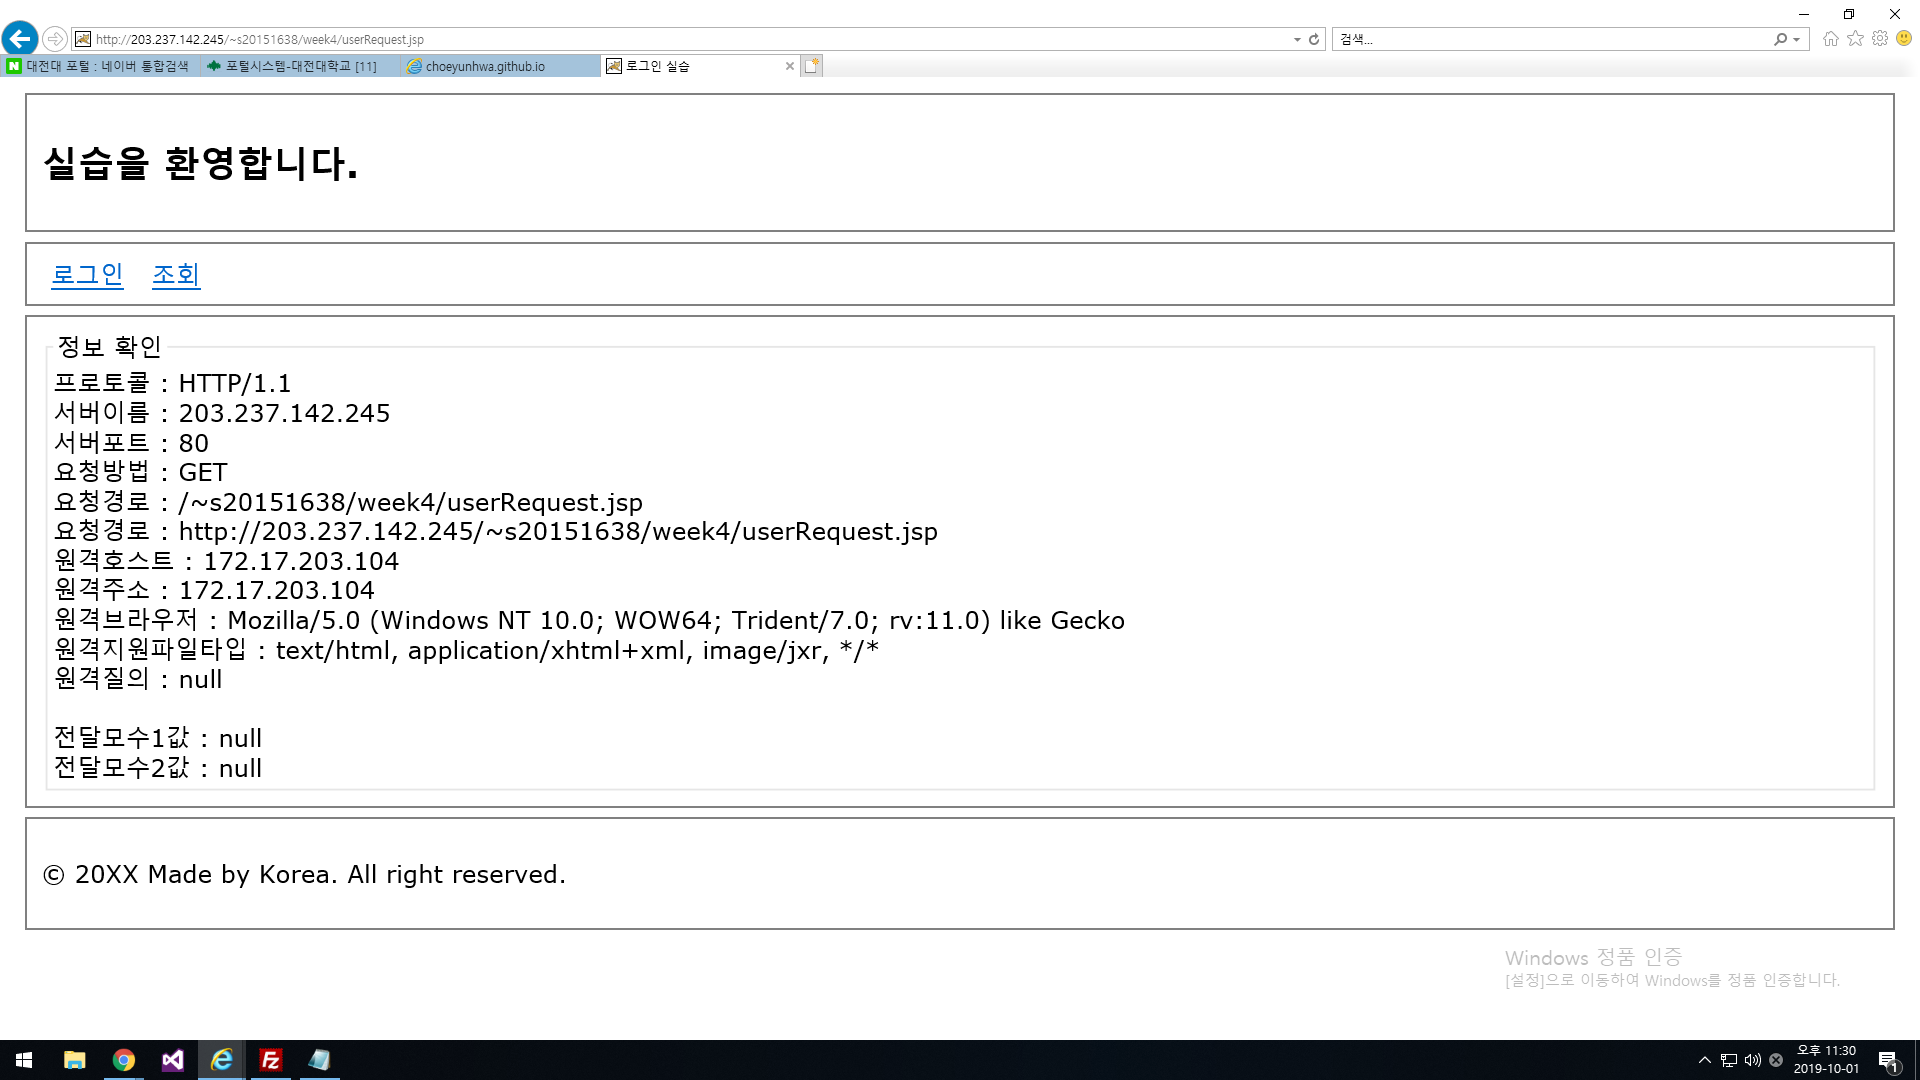 http://203.237.142.245/~s20151638/week4/userRequest.jsp
검색...
대전대 포털 : 네이버 통합검색
포털시스템-대전대학교 [11]
choeyunhwa.github.io
로그인 실습
실습을 환영합니다.
로그인 조회
정보 확인
프로토콜 : HTTP/1.1
서버이름 : 203.237.142.245
서버포트 : 80
요청방법 : GET
요청경로 : /~s20151638/week4/userRequest.jsp
요청경로 : http://203.237.142.245/~s20151638/week4/userRequest.jsp
원격호스트 : 172.17.203.104
원격주소 : 172.17.203.104
원격브라우저 : Mozilla/5.0 (Windows NT 10.0; WOW64; Trident/7.0; rv:11.0) like Gecko
원격지원파일타입 : text/html, application/xhtml+xml, image/jxr, */*
원격질의 : null
전달모수1값 : null
전달모수2값 : null
© 20XX Made by Korea. All right reserved.
Windows 정품 인증
[설정]으로 이동하여 Windows를 정품 인증합니다.
오후 11:30
2019-10-01
1